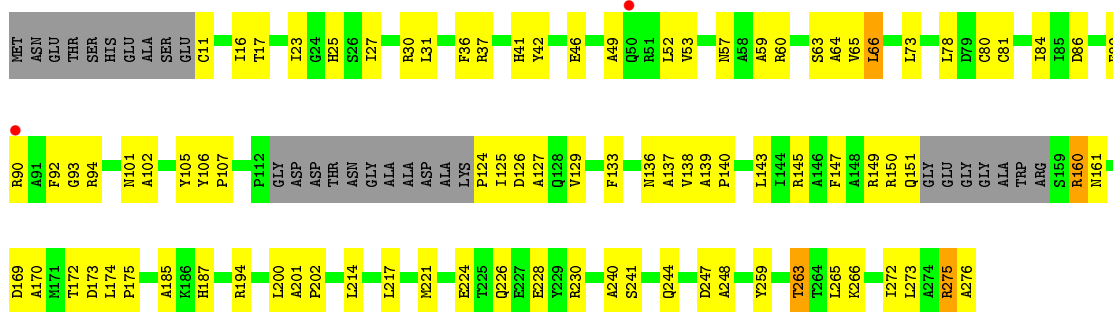 MET ASN GLU THR SER HIS GLU ALA SER GLU C11 I16 T17 I23 G24 H25 S26 I27 R30 L31 F36 R37 H41 Y42 E46 A49 Q50 R51 L52 V53 N57 A58 A59 R60 S63 A64 V65 L66 L73 L78 D79 C80 C81 I84 I85 D86
R90 A91 F92 G93 R94 N101 A102 Y105 Y106 P107 P112 GLY ASP ASP THR ASN GLY ALA ALA ASP ALA LYS P124 I125 D126 A127 Q128 V129 F133 N136 A137 V138 A139 P140 L143 I144 R145 A146 F147 A148 R149 R150 Q151 GLY GLU GLY GLY ALA TRP ARG S159 R160 N161
D169 A170 M171 T172 D173 L174 P175 A185 K186 H187 R194 L200 A201 P202 L214 L217 M221 E224 T225 Q226 E227 E228 Y229 R230 A240 S241 Q244 D247 A248 Y259 T263 T264 L265 K266 I272 L273 A274 R275 A276